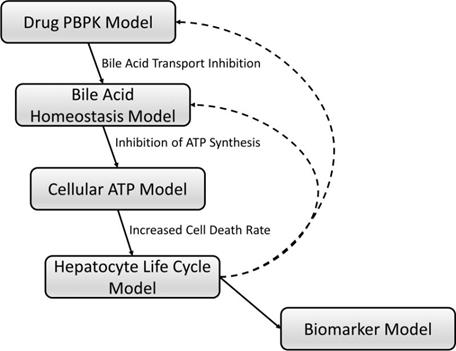 Drug PBPK Model
Bile Acid Transport Inhibition
Bile Acid
Homeostasis Model
Inhibition of ATP Synthesis
Cellular ATP Model
Increased Cell Death Rate
Hepatocyte Life Cycle
Model
Biomarker Model